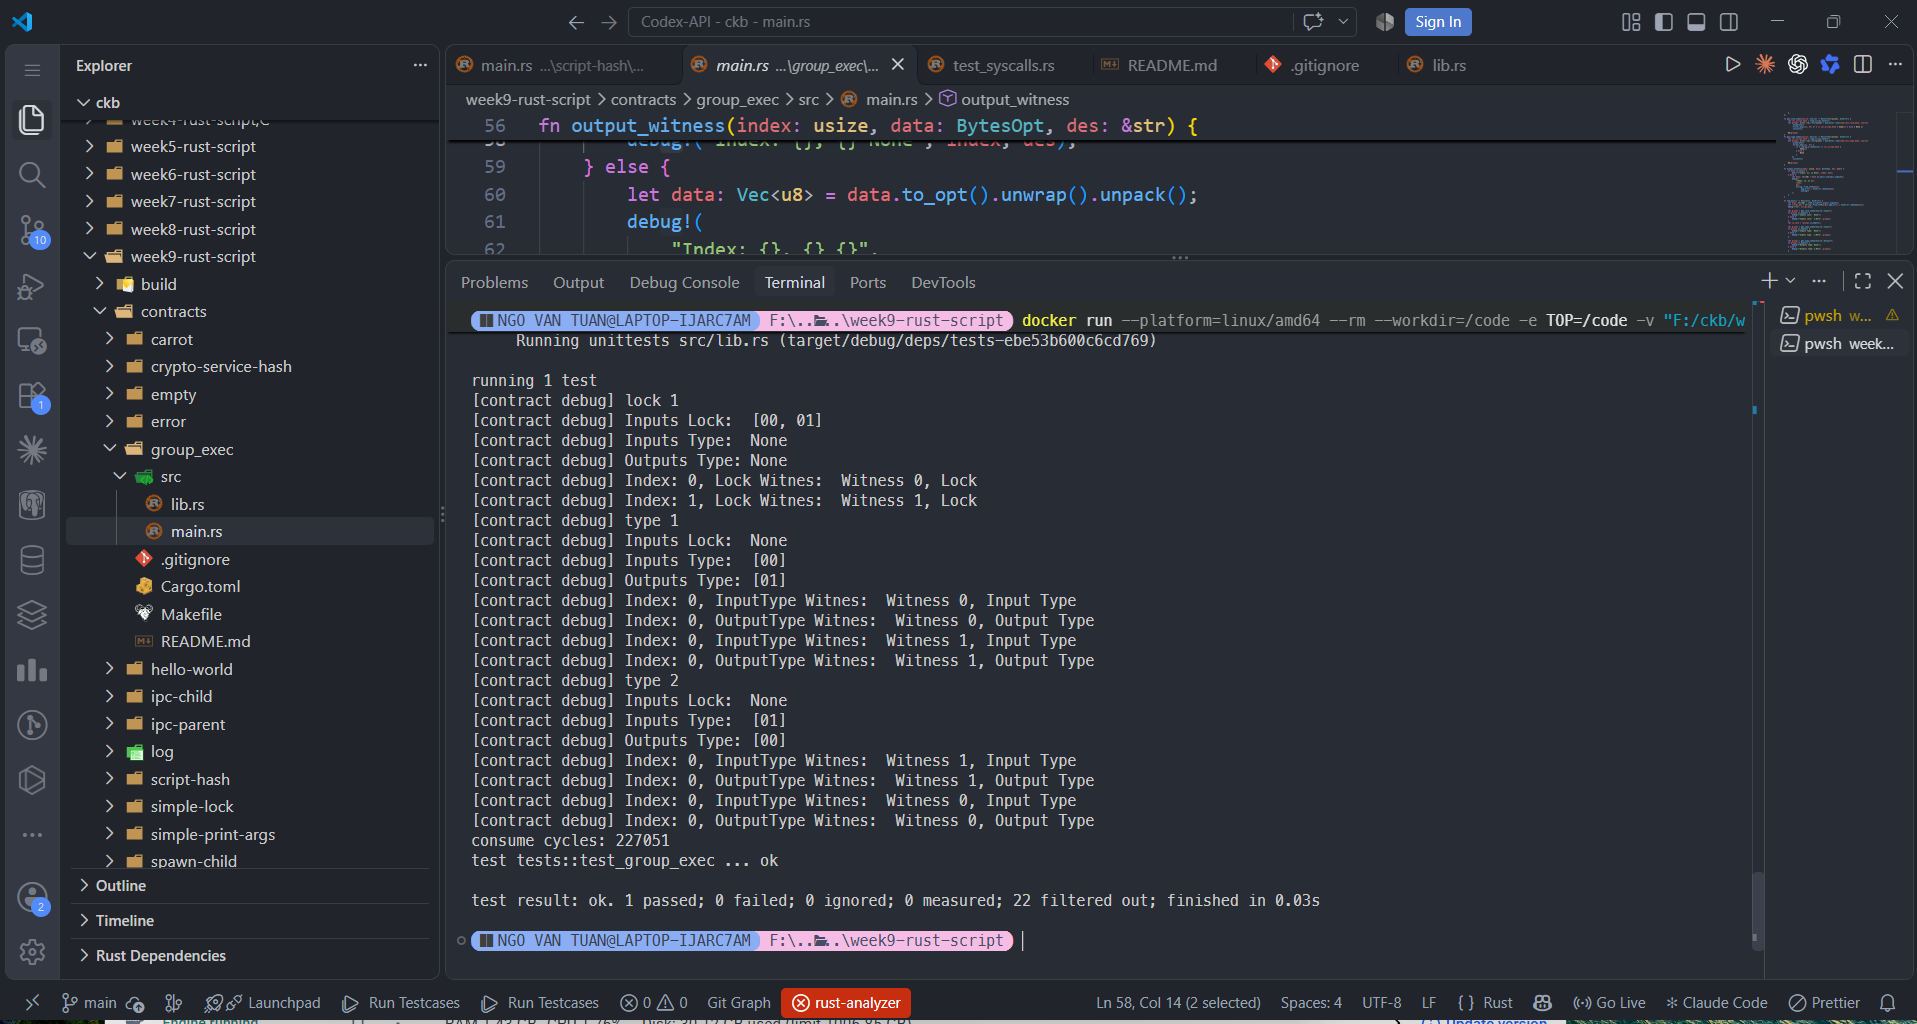 Codex-API - ckb - main.rs
Sign In
Explorer
main.rs ...\script-hash\...
main.rs ...\group_exec\...
test_syscalls.rs
README.md
.gitignore
lib.rs
week9-rust-script > contracts > group_exec > src > main.rs > output_witness
56 fn output_witness(index: usize, data: BytesOpt, des: &str) {
58 debug!("Index: {}, {} None", index, des);
59 } else {
60 let data: Vec<u8> = data.to_opt().unwrap().unpack();
61 debug!(
62 "Index: {}, {} {}",
ckb
week4-rust-script,C
week5-rust-script
week6-rust-script
week7-rust-script
week8-rust-script
week9-rust-script
build
contracts
carrot
crypto-service-hash
empty
error
group_exec
src
lib.rs
main.rs
.gitignore
Cargo.toml
Makefile
README.md
hello-world
ipc-child
ipc-parent
log
script-hash
simple-lock
simple-print-args
spawn-child
Outline
Timeline
Rust Dependencies
10
1
2
Problems Output Debug Console Terminal Ports DevTools
NGO VAN TUAN@LAPTOP-IJARC7AM F:\....\week9-rust-script docker run --platform=linux/amd64 --rm --workdir=/code -e TOP=/code -v "F:/ckb/w
Running unittests src/lib.rs (target/debug/deps/tests-ebe53b600c6cd769)
running 1 test
[contract debug] lock 1
[contract debug] Inputs Lock:  [00, 01]
[contract debug] Inputs Type:  None
[contract debug] Outputs Type: None
[contract debug] Index: 0, Lock Witnes:  Witness 0, Lock
[contract debug] Index: 1, Lock Witnes:  Witness 1, Lock
[contract debug] type 1
[contract debug] Inputs Lock:  None
[contract debug] Inputs Type:  [00]
[contract debug] Outputs Type: [01]
[contract debug] Index: 0, InputType Witnes:  Witness 0, Input Type
[contract debug] Index: 0, OutputType Witnes:  Witness 0, Output Type
[contract debug] Index: 0, InputType Witnes:  Witness 1, Input Type
[contract debug] Index: 0, OutputType Witnes:  Witness 1, Output Type
[contract debug] type 2
[contract debug] Inputs Lock:  None
[contract debug] Inputs Type:  [01]
[contract debug] Outputs Type: [00]
[contract debug] Index: 0, InputType Witnes:  Witness 1, Input Type
[contract debug] Index: 0, OutputType Witnes:  Witness 1, Output Type
[contract debug] Index: 0, InputType Witnes:  Witness 0, Input Type
[contract debug] Index: 0, OutputType Witnes:  Witness 0, Output Type
consume cycles: 227051
test tests::test_group_exec ... ok
test result: ok. 1 passed; 0 failed; 0 ignored; 0 measured; 22 filtered out; finished in 0.03s
NGO VAN TUAN@LAPTOP-IJARC7AM F:\....\week9-rust-script
pwsh w...
pwsh week...
main Launchpad Run Testcases Run Testcases 0 0 Git Graph rust-analyzer Ln 58, Col 14 (2 selected) Spaces: 4 UTF-8 LF { } Rust Go Live Claude Code Prettier